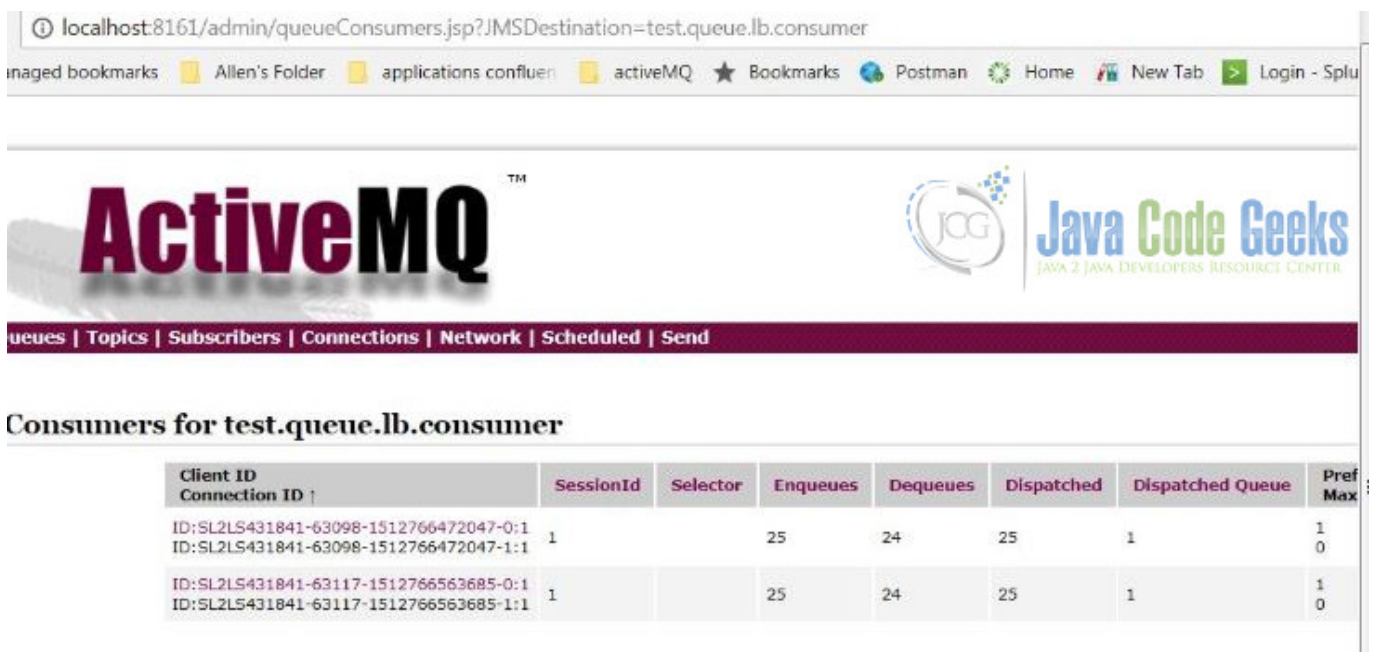 localhost:8161/admin/queueConsumers.jsp?JMSDestination=test.queue.lb.consumer
naged bookmarks Allen's Folder applications confluen activeMQ Bookmarks Postman Home New Tab Login - Splu
ActiveMQ ™
JCG Java Code Geeks
JAVA 2 JAVA DEVELOPERS RESOURCE CENTER
ueues | Topics | Subscribers | Connections | Network | Scheduled | Send
Consumers for test.queue.lb.consumer
Client ID
Connection ID ↑ SessionId Selector Enqueues Dequeues Dispatched Dispatched Queue Pref
Max
ID:SL2LS431841-63098-1512766472047-0:1
ID:SL2LS431841-63098-1512766472047-1:1 1 25 24 25 1 1
0
ID:SL2LS431841-63117-1512766563685-0:1
ID:SL2LS431841-63117-1512766563685-1:1 1 25 24 25 1 1
0